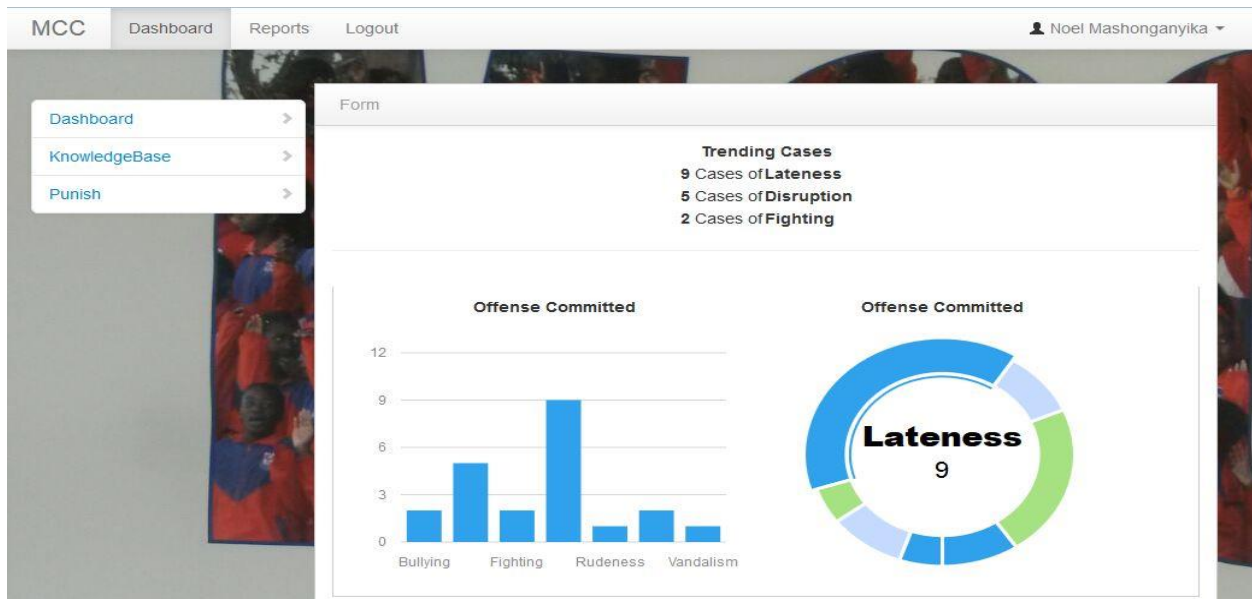 MCC Dashboard Reports Logout Noel Mashonganyika
Dashboard
KnowledgeBase
Punish
Form
Trending Cases
9 Cases of Lateness
5 Cases of Disruption
2 Cases of Fighting
Offense Committed
12
9
6
3
0
Bullying Fighting Rudeness Vandalism
Offense Committed
Lateness
9